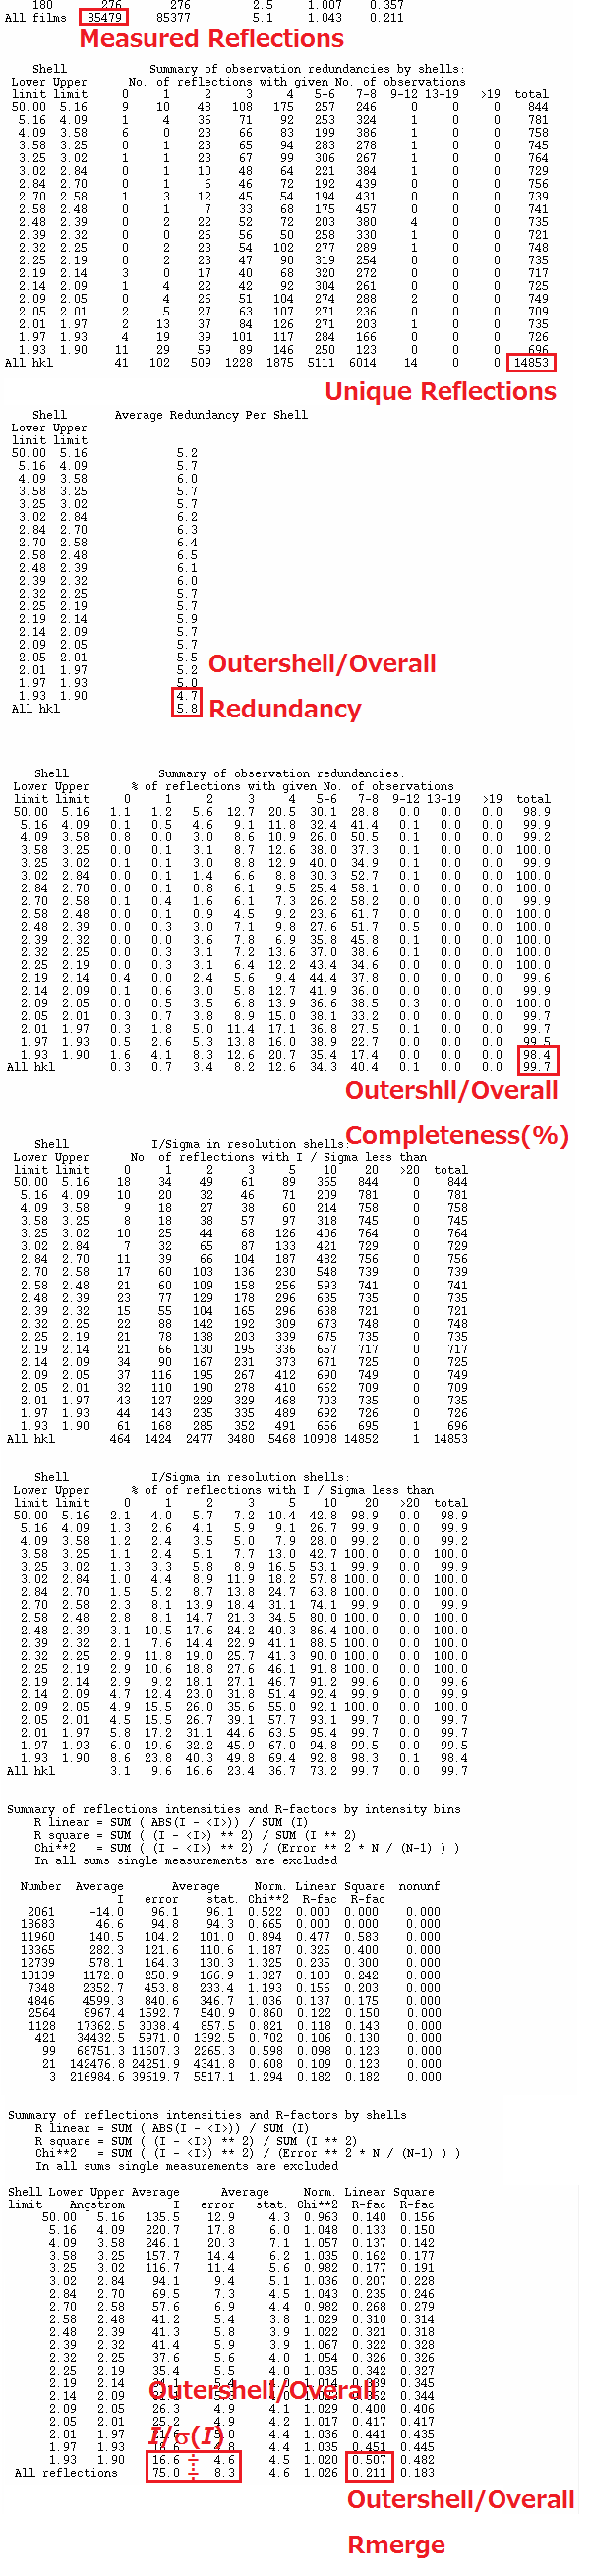 180 276 276 2.5 1.007 0.357
All films 85479 85377 5.1 1.043 0.211
Measured Reflections
Shell Summary of observation redundancies by shells:
Lower Upper No. of reflections with given No. of observations
limit limit 0 1 2 3 4 5-6 7-8 9-12 13-19 >19 total
50.00 5.16 9 10 48 108 175 257 246 0 0 0 844
5.16 4.09 1 4 36 71 92 253 324 1 0 0 781
4.09 3.58 6 0 23 66 83 199 386 1 0 0 758
3.58 3.25 0 1 23 65 94 283 278 1 0 0 745
3.25 3.02 1 1 23 67 99 306 267 1 0 0 764
3.02 2.84 0 1 10 48 64 221 384 1 0 0 729
2.84 2.70 0 1 6 46 72 192 439 0 0 0 756
2.70 2.58 1 3 12 45 54 194 431 0 0 0 739
2.58 2.48 0 1 7 33 68 175 457 0 0 0 741
2.48 2.39 0 2 22 52 72 203 380 4 0 0 735
2.39 2.32 0 0 26 56 50 258 330 1 0 0 721
2.32 2.25 0 2 23 54 102 277 289 1 0 0 748
2.25 2.19 0 2 23 47 90 319 254 0 0 0 735
2.19 2.14 3 0 17 40 68 320 272 0 0 0 717
2.14 2.09 1 4 22 42 92 304 261 0 0 0 725
2.09 2.05 0 4 26 51 104 274 288 2 0 0 749
2.05 2.01 2 5 27 63 107 271 236 0 0 0 709
2.01 1.97 2 13 37 84 126 271 203 1 0 0 735
1.97 1.93 4 19 39 101 117 284 166 0 0 0 726
1.93 1.90 11 29 59 89 146 250 123 0 0 0 696
All hkl 41 102 509 1228 1875 5111 6014 14 0 0 14853
Unique Reflections
Shell Average Redundancy Per Shell
Lower Upper
limit limit
50.00 5.16 5.2
5.16 4.09 5.7
4.09 3.58 6.0
3.58 3.25 5.7
3.25 3.02 5.7
3.02 2.84 6.2
2.84 2.70 6.3
2.70 2.58 6.4
2.58 2.48 6.5
2.48 2.39 6.1
2.39 2.32 6.0
2.32 2.25 5.7
2.25 2.19 5.7
2.19 2.14 5.9
2.14 2.09 5.7
2.09 2.05 5.7
2.05 2.01 5.5
2.01 1.97 5.2
1.97 1.93 5.0
1.93 1.90 4.7
All hkl 5.8
Outershell/Overall
Redundancy
Shell Summary of observation redundancies:
Lower Upper % of reflections with given No. of observations
limit limit 0 1 2 3 4 5-6 7-8 9-12 13-19 >19 total
50.00 5.16 1.1 1.2 5.6 12.7 20.5 30.1 28.8 0.0 0.0 0.0 98.9
5.16 4.09 0.1 0.5 4.6 9.1 11.8 32.4 41.4 0.1 0.0 0.0 99.9
4.09 3.58 0.8 0.0 3.0 8.6 10.9 26.0 50.5 0.1 0.0 0.0 99.2
3.58 3.25 0.0 0.1 3.1 8.7 12.6 38.0 37.3 0.1 0.0 0.0 100.0
3.25 3.02 0.1 0.1 3.0 8.8 12.9 40.0 34.9 0.1 0.0 0.0 99.9
3.02 2.84 0.0 0.1 1.4 6.6 8.8 30.3 52.7 0.1 0.0 0.0 100.0
2.84 2.70 0.0 0.1 0.8 6.1 9.5 25.4 58.1 0.0 0.0 0.0 100.0
2.70 2.58 0.1 0.4 1.6 6.1 7.3 26.2 58.2 0.0 0.0 0.0 99.9
2.58 2.48 0.0 0.1 0.9 4.5 9.2 23.6 61.7 0.0 0.0 0.0 100.0
2.48 2.39 0.0 0.3 3.0 7.1 9.8 27.6 51.7 0.5 0.0 0.0 100.0
2.39 2.32 0.0 0.0 3.6 7.8 6.9 35.8 45.8 0.1 0.0 0.0 100.0
2.32 2.25 0.0 0.3 3.1 7.2 13.6 37.0 38.6 0.1 0.0 0.0 100.0
2.25 2.19 0.0 0.3 3.1 6.4 12.2 43.4 34.6 0.0 0.0 0.0 100.0
2.19 2.14 0.4 0.0 2.4 5.6 9.4 44.4 37.8 0.0 0.0 0.0 99.6
2.14 2.09 0.1 0.6 3.0 5.8 12.7 41.9 36.0 0.0 0.0 0.0 99.9
2.09 2.05 0.0 0.5 3.5 6.8 13.9 36.6 38.5 0.3 0.0 0.0 100.0
2.05 2.01 0.3 0.7 3.8 8.9 15.0 38.1 33.2 0.0 0.0 0.0 99.7
2.01 1.97 0.3 1.8 5.0 11.4 17.1 36.8 27.5 0.1 0.0 0.0 99.7
1.97 1.93 0.5 2.6 5.3 13.8 16.0 38.9 22.7 0.0 0.0 0.0 99.5
1.93 1.90 1.6 4.1 8.3 12.6 20.7 35.4 17.4 0.0 0.0 0.0 98.4
All hkl 0.3 0.7 3.4 8.2 12.6 34.3 40.4 0.1 0.0 0.0 99.7
Outershll/Overall
Completeness(%)
Shell I/Sigma in resolution shells:
Lower Upper No. of reflections with I / Sigma less than
limit limit 0 1 2 3 5 10 20 >20 total
50.00 5.16 18 34 49 61 89 365 844 0 844
5.16 4.09 10 20 32 46 71 209 781 0 781
4.09 3.58 9 18 27 38 60 214 758 0 758
3.58 3.25 8 18 38 57 97 318 745 0 745
3.25 3.02 10 25 44 68 126 406 764 0 764
3.02 2.84 7 32 65 87 133 421 729 0 729
2.84 2.70 11 39 66 104 187 482 756 0 756
2.70 2.58 17 60 103 136 230 548 739 0 739
2.58 2.48 21 60 109 158 256 593 741 0 741
2.48 2.39 23 77 129 178 296 635 735 0 735
2.39 2.32 15 55 104 165 296 638 721 0 721
2.32 2.25 22 88 142 192 309 673 748 0 748
2.25 2.19 21 78 138 203 339 675 735 0 735
2.19 2.14 21 66 130 195 336 657 717 0 717
2.14 2.09 34 90 167 231 373 671 725 0 725
2.09 2.05 37 116 195 267 412 690 749 0 749
2.05 2.01 32 110 190 278 410 662 709 0 709
2.01 1.97 43 127 229 329 468 703 735 0 735
1.97 1.93 44 143 235 335 489 692 726 0 726
1.93 1.90 61 168 285 352 491 656 695 1 696
All hkl 464 1424 2477 3480 5468 10908 14852 1 14853
Shell I/Sigma in resolution shells:
Lower Upper % of of reflections with I / Sigma less than
limit limit 0 1 2 3 5 10 20 >20 total
50.00 5.16 2.1 4.0 5.7 7.2 10.4 42.8 98.9 0.0 98.9
5.16 4.09 1.3 2.6 4.1 5.9 9.1 26.7 99.9 0.0 99.9
4.09 3.58 1.2 2.4 3.5 5.0 7.9 28.0 99.2 0.0 99.2
3.58 3.25 1.1 2.4 5.1 7.7 13.0 42.7 100.0 0.0 100.0
3.25 3.02 1.3 3.3 5.8 8.9 16.5 53.1 99.9 0.0 99.9
3.02 2.84 1.0 4.4 8.9 11.9 18.2 57.8 100.0 0.0 100.0
2.84 2.70 1.5 5.2 8.7 13.8 24.7 63.8 100.0 0.0 100.0
2.70 2.58 2.3 8.1 13.9 18.4 31.1 74.1 99.9 0.0 99.9
2.58 2.48 2.8 8.1 14.7 21.3 34.5 80.0 100.0 0.0 100.0
2.48 2.39 3.1 10.5 17.6 24.2 40.3 86.4 100.0 0.0 100.0
2.39 2.32 2.1 7.6 14.4 22.9 41.1 88.5 100.0 0.0 100.0
2.32 2.25 2.9 11.8 19.0 25.7 41.3 90.0 100.0 0.0 100.0
2.25 2.19 2.9 10.6 18.8 27.6 46.1 91.8 100.0 0.0 100.0
2.19 2.14 2.9 9.2 18.1 27.1 46.7 91.2 99.6 0.0 99.6
2.14 2.09 4.7 12.4 23.0 31.8 51.4 92.4 99.9 0.0 99.9
2.09 2.05 4.9 15.5 26.0 35.6 55.0 92.1 100.0 0.0 100.0
2.05 2.01 4.5 15.5 26.7 39.1 57.7 93.1 99.7 0.0 99.7
2.01 1.97 5.8 17.2 31.1 44.6 63.5 95.4 99.7 0.0 99.7
1.97 1.93 6.0 19.6 32.2 45.9 67.0 94.8 99.5 0.0 99.5
1.93 1.90 8.6 23.8 40.3 49.8 69.4 92.8 98.3 0.1 98.4
All hkl 3.1 9.6 16.6 23.4 36.7 73.2 99.7 0.0 99.7
Summary of reflections intensities and R-factors by intensity bins
R linear = SUM ( ABS(I - <I>)) / SUM (I)
R square = SUM ( (I - <I>) ** 2) / SUM (I ** 2)
Chi**2 = SUM ( (I - <I>) ** 2) / (Error ** 2 * N / (N-1) ) )
In all sums single measurements are excluded
Number Average Average Norm. Linear Square nonunf
I error stat. Chi**2 R-fac R-fac
2061 -14.0 96.1 96.1 0.522 0.000 0.000 0.000
18683 46.6 94.8 94.3 0.665 0.000 0.000 0.000
11960 140.5 104.2 101.0 0.894 0.477 0.583 0.000
13365 282.3 121.6 110.6 1.187 0.325 0.400 0.000
12739 578.1 164.3 130.3 1.325 0.235 0.300 0.000
10139 1172.0 258.9 166.9 1.327 0.188 0.242 0.000
7348 2352.7 453.8 233.4 1.193 0.156 0.203 0.000
4846 4599.3 840.6 346.7 1.036 0.137 0.175 0.000
2564 8967.4 1592.7 540.9 0.860 0.122 0.150 0.000
1128 17362.5 3038.4 857.5 0.821 0.118 0.143 0.000
421 34432.5 5971.0 1392.5 0.702 0.106 0.130 0.000
99 68751.3 11607.3 2265.3 0.598 0.098 0.123 0.000
21 142476.8 24251.9 4341.8 0.608 0.109 0.123 0.000
3 216984.6 39619.7 5517.1 1.294 0.182 0.182 0.000
Summary of reflections intensities and R-factors by shells
R linear = SUM ( ABS(I - <I>)) / SUM (I)
R square = SUM ( (I - <I>) ** 2) / SUM (I ** 2)
Chi**2 = SUM ( (I - <I>) ** 2) / (Error ** 2 * N / (N-1) ) )
In all sums single measurements are excluded
Shell Lower Upper Average Average Norm. Linear Square
limit Angstrom I error stat. Chi**2 R-fac R-fac
50.00 5.16 135.5 12.9 4.3 0.963 0.140 0.156
5.16 4.09 220.7 17.8 6.0 1.048 0.133 0.150
4.09 3.58 246.1 20.3 7.1 1.057 0.137 0.142
3.58 3.25 157.7 14.4 6.2 1.035 0.162 0.177
3.25 3.02 116.7 11.4 5.6 0.982 0.177 0.191
3.02 2.84 94.1 9.4 5.1 1.036 0.207 0.228
2.84 2.70 69.5 7.3 4.5 1.043 0.235 0.246
2.70 2.58 57.6 6.9 4.4 0.982 0.268 0.279
2.58 2.48 41.2 5.4 3.8 1.029 0.310 0.314
2.48 2.39 41.3 5.8 3.9 1.022 0.321 0.318
2.39 2.32 41.4 5.9 3.9 1.067 0.322 0.328
2.32 2.25 37.6 5.6 4.0 1.054 0.326 0.326
2.25 2.19 35.4 5.5 4.0 1.035 0.342 0.327
2.19 2.14 5.4 0.345
Outershell/Overall
2.14 2.09 0.344
2.09 2.05 26.3 4.9 4.1 1.029 0.400 0.406
2.05 2.01 25.2 4.9 4.2 1.017 0.417 0.417
2.01 1.97 4.4 1.036 0.441 0.435
I/σ(I)
1.97 1.93 4.4 1.035 0.451 0.445
1.93 1.90 16.6 4.6 4.5 1.020 0.507 0.482
All reflections 75.0 8.3 4.6 1.026 0.211 0.183
Outershell/Overall
Rmerge